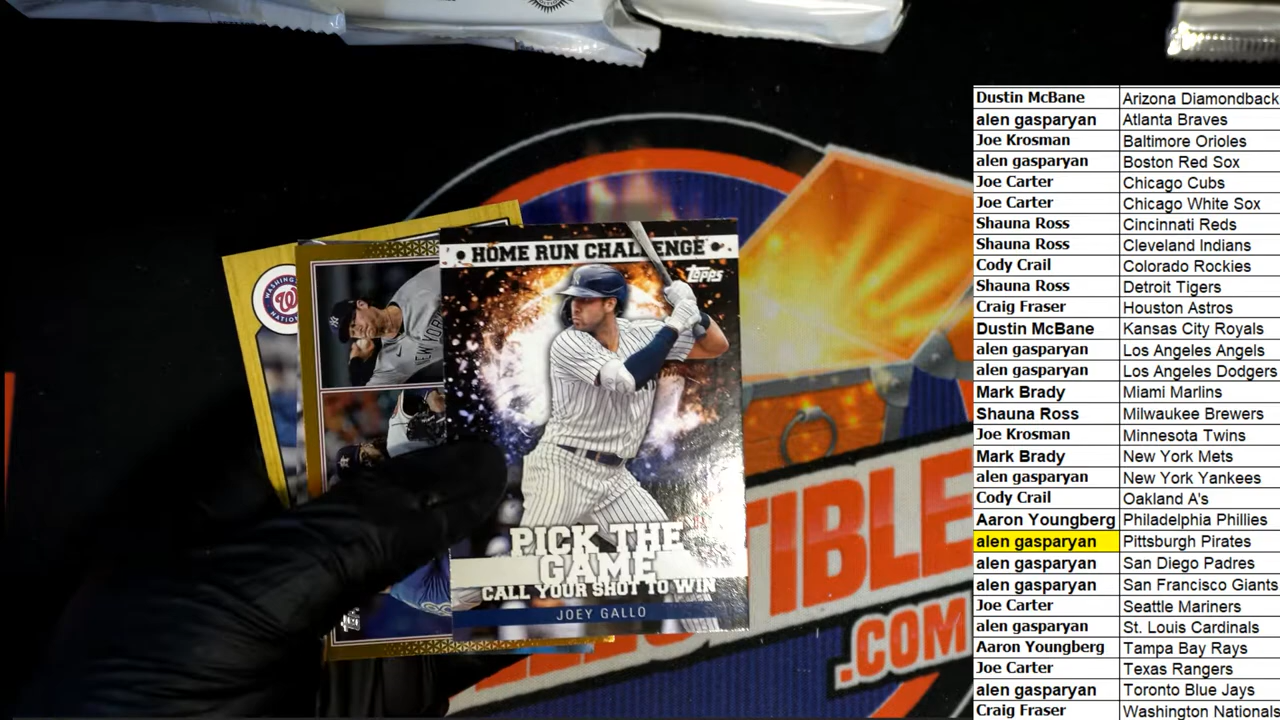 HOME RUN CHALLENGE
Topps
PICK THE
GAME
CALL YOUR SHOT TO WIN
JOEY GALLO
WASHINGTON
W
NATIONALS
TIBLE
.COM
Dustin McBane Arizona Diamondback
alen gasparyan Atlanta Braves
Joe Krosman Baltimore Orioles
alen gasparyan Boston Red Sox
Joe Carter Chicago Cubs
Joe Carter Chicago White Sox
Shauna Ross Cincinnati Reds
Shauna Ross Cleveland Indians
Cody Crail Colorado Rockies
Shauna Ross Detroit Tigers
Craig Fraser Houston Astros
Dustin McBane Kansas City Royals
alen gasparyan Los Angeles Angels
alen gasparyan Los Angeles Dodgers
Mark Brady Miami Marlins
Shauna Ross Milwaukee Brewers
Joe Krosman Minnesota Twins
Mark Brady New York Mets
alen gasparyan New York Yankees
Cody Crail Oakland A's
Aaron Youngberg Philadelphia Phillies
alen gasparyan Pittsburgh Pirates
alen gasparyan San Diego Padres
alen gasparyan San Francisco Giants
Joe Carter Seattle Mariners
alen gasparyan St. Louis Cardinals
Aaron Youngberg Tampa Bay Rays
Joe Carter Texas Rangers
alen gasparyan Toronto Blue Jays
Craig Fraser Washington Nationals